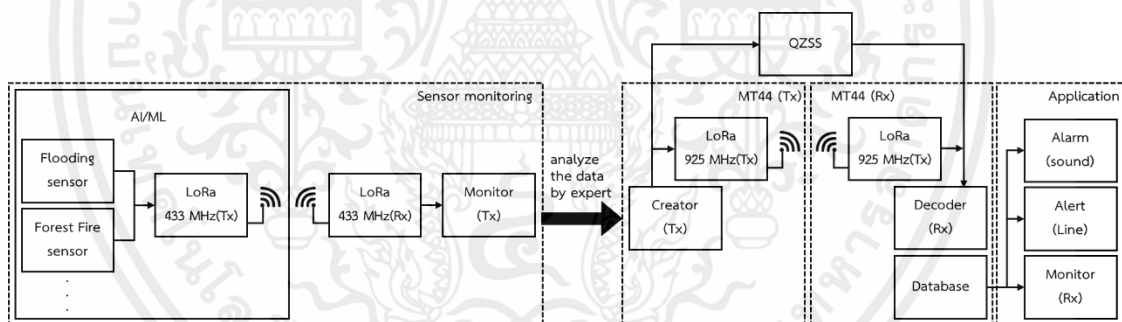 QZSS
Sensor monitoring
MT44 (Tx)
MT44 (Rx)
Application
AI/ML
Flooding
sensor
Forest Fire
sensor
.
.
.
LoRa
433 MHz(Tx)
LoRa
433 MHz(Rx)
Monitor
(Tx)
analyze
the data
by expert
LoRa
925 MHz(Tx)
Creator
(Tx)
LoRa
925 MHz(Tx)
Decoder
(Rx)
Database
Alarm
(sound)
Alert
(Line)
Monitor
(Rx)